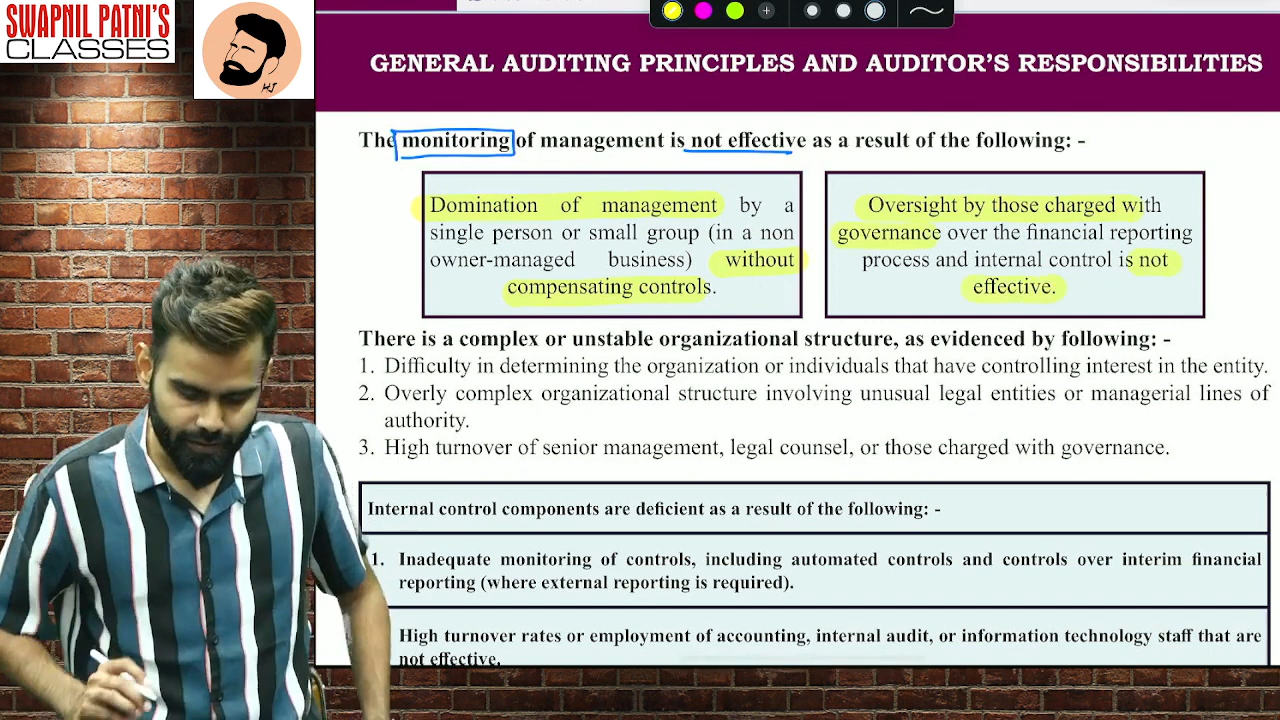 SWAPNIL PATNI'S
CLASSES
GENERAL AUDITING PRINCIPLES AND AUDITOR'S RESPONSIBILITIES
The monitoring of management is not effective as a result of the following: -
Domination of management by a
single person or small group (in a non
owner-managed business) without
compensating controls.
Oversight by those charged with
governance over the financial reporting
process and internal control is not
effective.
There is a complex or unstable organizational structure, as evidenced by following: -
1. Difficulty in determining the organization or individuals that have controlling interest in the entity.
2. Overly complex organizational structure involving unusual legal entities or managerial lines of
authority.
3. High turnover of senior management, legal counsel, or those charged with governance.
Internal control components are deficient as a result of the following: -
1. Inadequate monitoring of controls, including automated controls and controls over interim financial
reporting (where external reporting is required).
High turnover rates or employment of accounting, internal audit, or information technology staff that are
not effective.